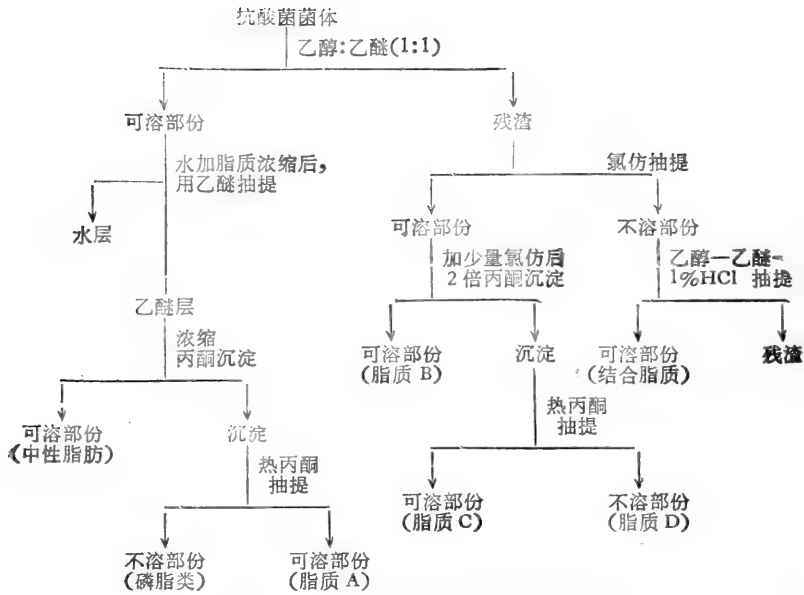 抗酸菌菌体
乙醇:乙醚(1:1)
可溶部份
残渣
水加脂质浓缩后,
用乙醚抽提
氯仿抽提
水层
可溶部份
不溶部份
加少量氯仿后
2倍丙酮沉淀
乙醇—乙醚-
1%HCl 抽提
乙醚层
浓缩
丙酮沉淀
可溶部份
(脂质 B)
沉淀
可溶部份
(结合脂质)
残渣
热丙酮
抽提
可溶部份
(中性脂肪)
沉淀
热丙酮
抽提
可溶部份
(脂质 C)
不溶部份
(脂质 D)
不溶部份
(磷脂类)
可溶部份
(脂质 A)